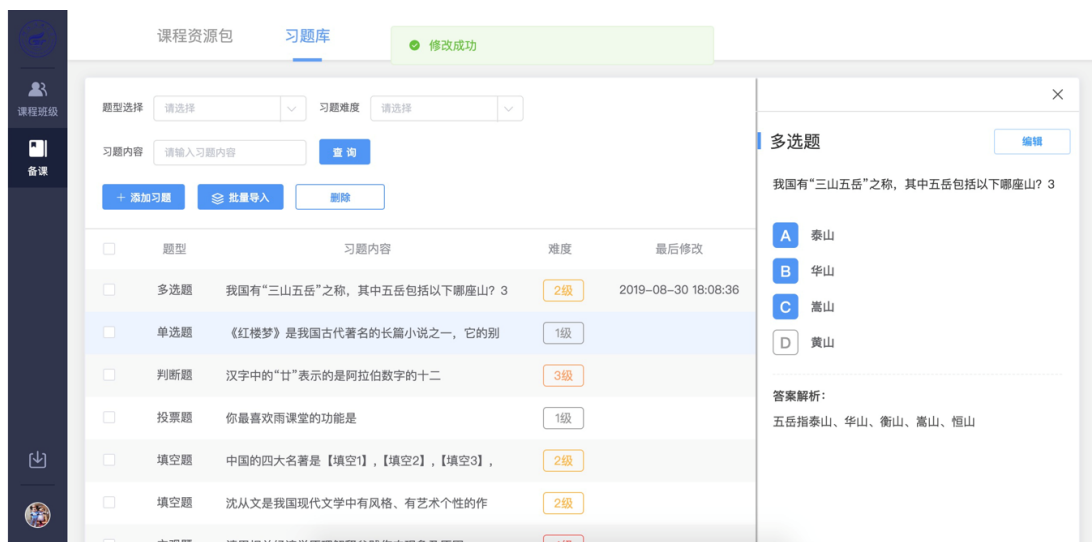 课程资源包 习题库
修改成功
课程班级
备课
题型选择 请选择 习题难度 请选择
习题内容 请输入习题内容 查询
+ 添加习题 批量导入 删除
题型 习题内容 难度 最后修改
多选题 我国有“三山五岳”之称，其中五岳包括以下哪座山？3 2级 2019-08-30 18:08:36
单选题 《红楼梦》是我国古代著名的长篇小说之一，它的别 1级
判断题 汉字中的“廿”表示的是阿拉伯数字的十二 3级
投票题 你最喜欢雨课堂的功能是 1级
填空题 中国的四大名著是【填空1】,【填空2】,【填空3】, 2级
填空题 沈从文是我国现代文学中有风格、有艺术个性的作 2级
多选题 编辑
我国有“三山五岳”之称，其中五岳包括以下哪座山？3
A 泰山
B 华山
C 嵩山
D 黄山
答案解析：
五岳指泰山、华山、衡山、嵩山、恒山